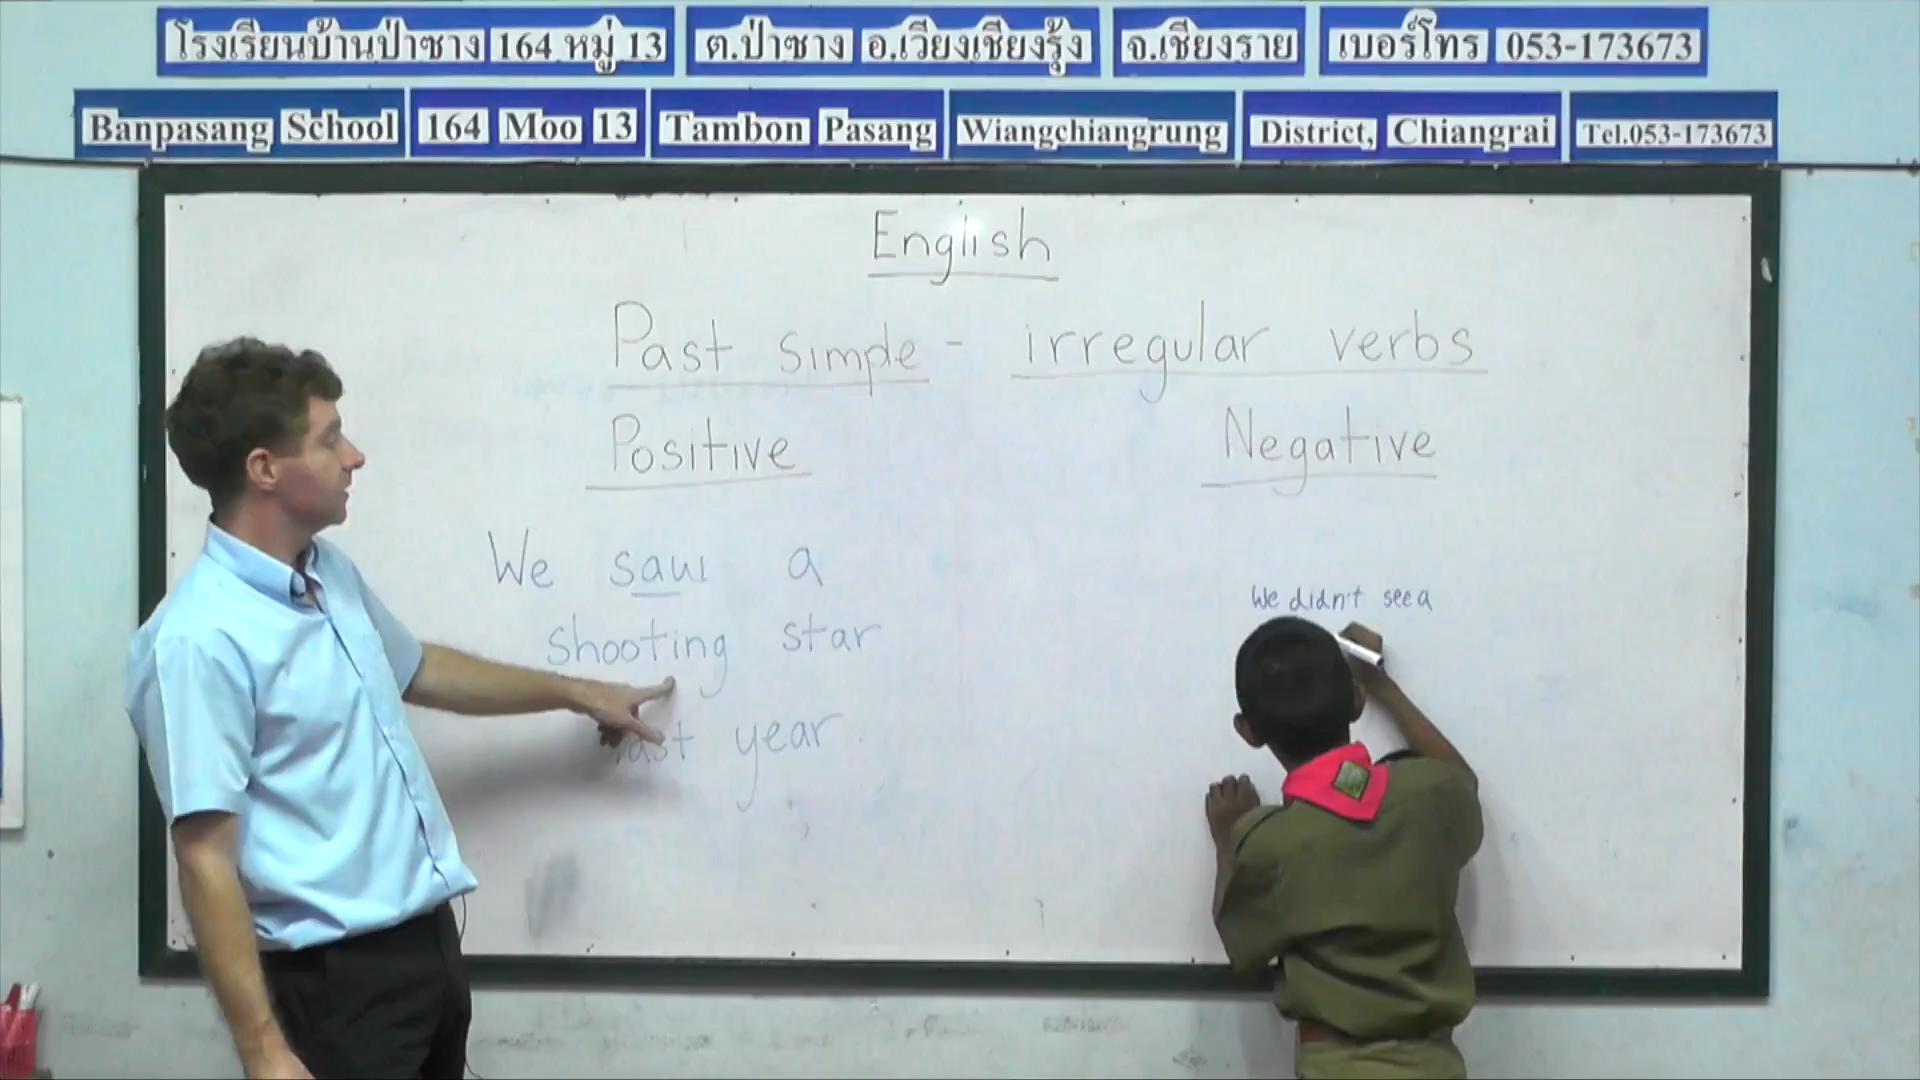 โรงเรียนบ้านป่าซาง 164 หมู่ 13 ต.ป่าซาง อ.เวียงเชียงรุ้ง จ.เชียงราย เบอร์โทร 053-173673
Banpasang School 164 Moo 13 Tambon Pasang Wiangchiangrung District, Chiangrai Tel.053-173673
English
Past simple - irregular verbs
Positive Negative
We saw a
We didn't see a
shooting star
last year